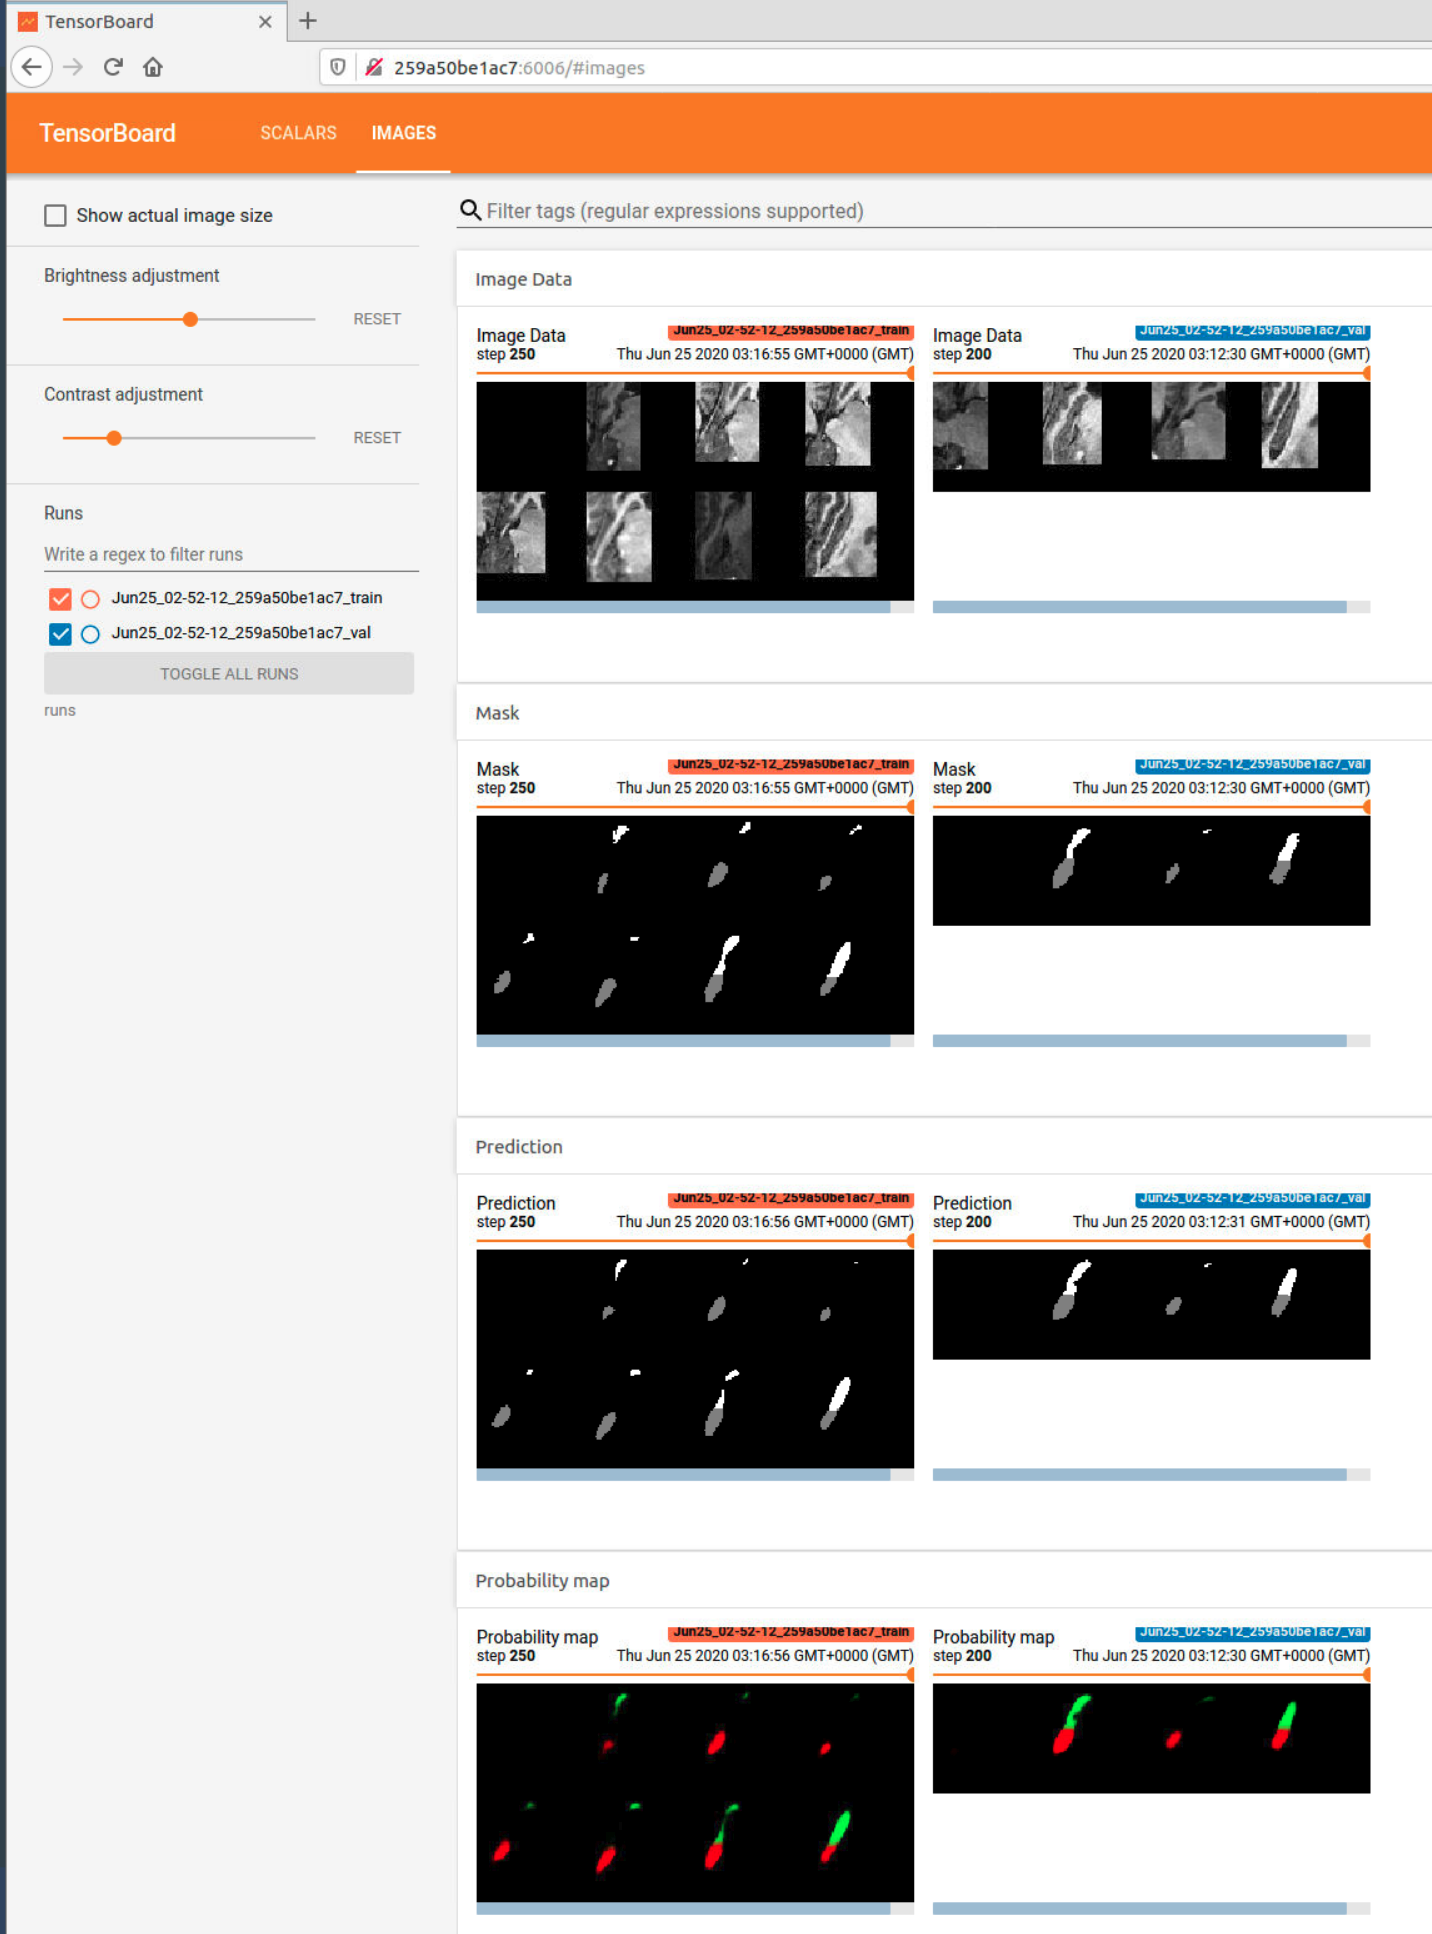 TensorBoard
259a50be1ac7:6006/#images
TensorBoard SCALARS IMAGES
Show actual image size
Brightness adjustment
RESET
Contrast adjustment
RESET
Runs
Write a regex to filter runs
Jun25_02-52-12_259a50be1ac7_train
Jun25_02-52-12_259a50be1ac7_val
TOGGLE ALL RUNS
runs
Filter tags (regular expressions supported)
Image Data
Image Data Jun25_02-52-12_259a50be1ac7_train
step 250 Thu Jun 25 2020 03:16:55 GMT+0000 (GMT)
Image Data Jun25_02-52-12_259a50be1ac7_val
step 200 Thu Jun 25 2020 03:12:30 GMT+0000 (GMT)
Mask
Mask Jun25_02-52-12_259a50be1ac7_train
step 250 Thu Jun 25 2020 03:16:55 GMT+0000 (GMT)
Mask Jun25_02-52-12_259a50be1ac7_val
step 200 Thu Jun 25 2020 03:12:30 GMT+0000 (GMT)
Prediction
Prediction Jun25_02-52-12_259a50be1ac7_train
step 250 Thu Jun 25 2020 03:16:56 GMT+0000 (GMT)
Prediction Jun25_02-52-12_259a50be1ac7_val
step 200 Thu Jun 25 2020 03:12:31 GMT+0000 (GMT)
Probability map
Probability map Jun25_02-52-12_259a50be1ac7_train
step 250 Thu Jun 25 2020 03:16:56 GMT+0000 (GMT)
Probability map Jun25_02-52-12_259a50be1ac7_val
step 200 Thu Jun 25 2020 03:12:30 GMT+0000 (GMT)